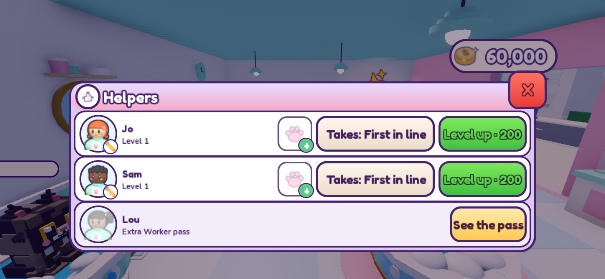 60,000
Helpers
Jo
Level 1
Takes: First in line
Level up · 200
Sam
Level 1
Takes: First in line
Level up · 200
Lou
Extra Worker pass
See the pass